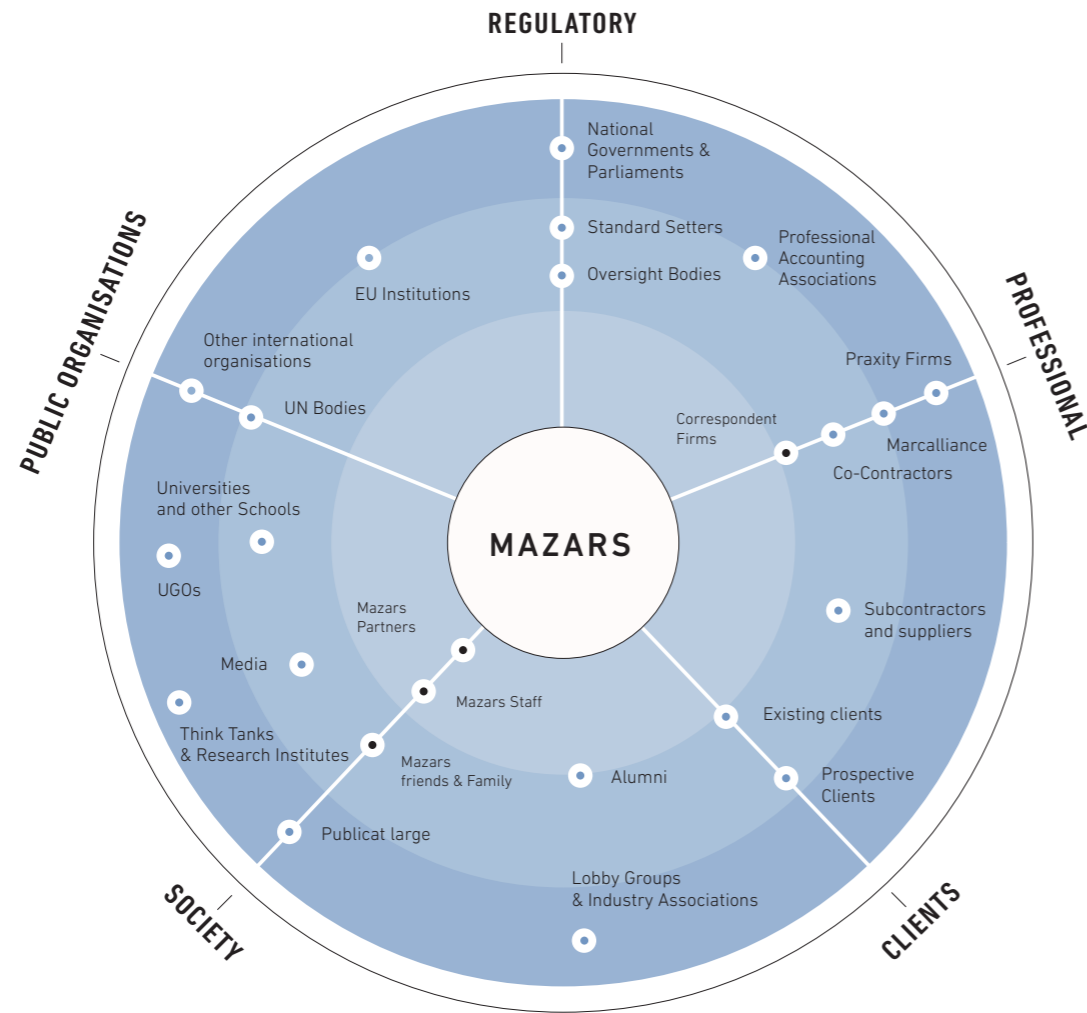 REGULATORY
National
Governments &
Parliaments
Standard Setters
Oversight Bodies
Professional
Accounting
Associations
EU Institutions
PUBLIC ORGANISATIONS
PROFESSIONAL
Other international
organisations
UN Bodies
Praxity Firms
Correspondent
Firms
Marcalliance
Co-Contractors
Universities
and other Schools
UGOs
MAZARS
Mazars
Partners
Subcontractors
and suppliers
Media
Mazars Staff
Existing clients
Think Tanks
& Research Institutes
Mazars
friends & Family
Alumni
Prospective
Clients
Publicat large
Lobby Groups
& Industry Associations
SOCIETY
CLIENTS